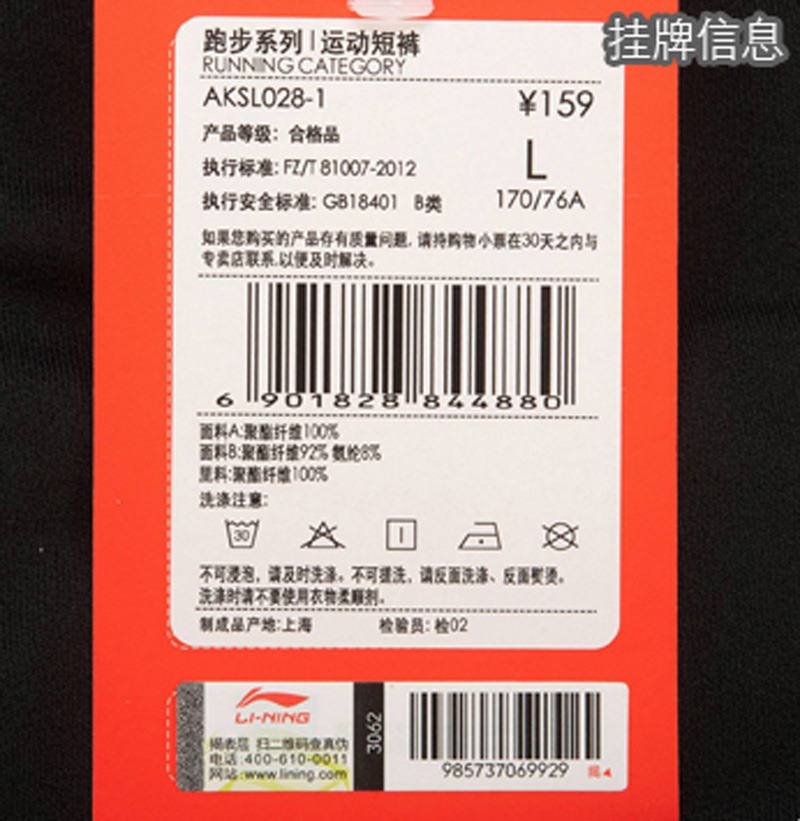 挂牌信息
跑步系列 | 运动短裤
RUNNING CATEGORY
AKSL028-1
¥159
产品等级: 合格品
执行标准: FZ/T 81007-2012
L
执行安全标准: GB18401 B类
170/76A
如果您购买的产品存有质量问题, 请持购物小票在30天之内与
专卖店联系,以便及时解决。
6 901828 844880
面料A:聚酯纤维100%
面料B:聚酯纤维92% 氨纶8%
里料:聚酯纤维100%
洗涤注意:
30
不可浸泡, 请及时洗涤。不可搓洗, 请反面洗涤、反面熨烫。
洗涤时请不要使用衣物柔顺剂。
制成品产地:上海 检验员: 检02
LI-NING
揭表层 扫二维码查真伪
电话:400-610-0011
网站:www.lining.com
3062
985737069929
揭